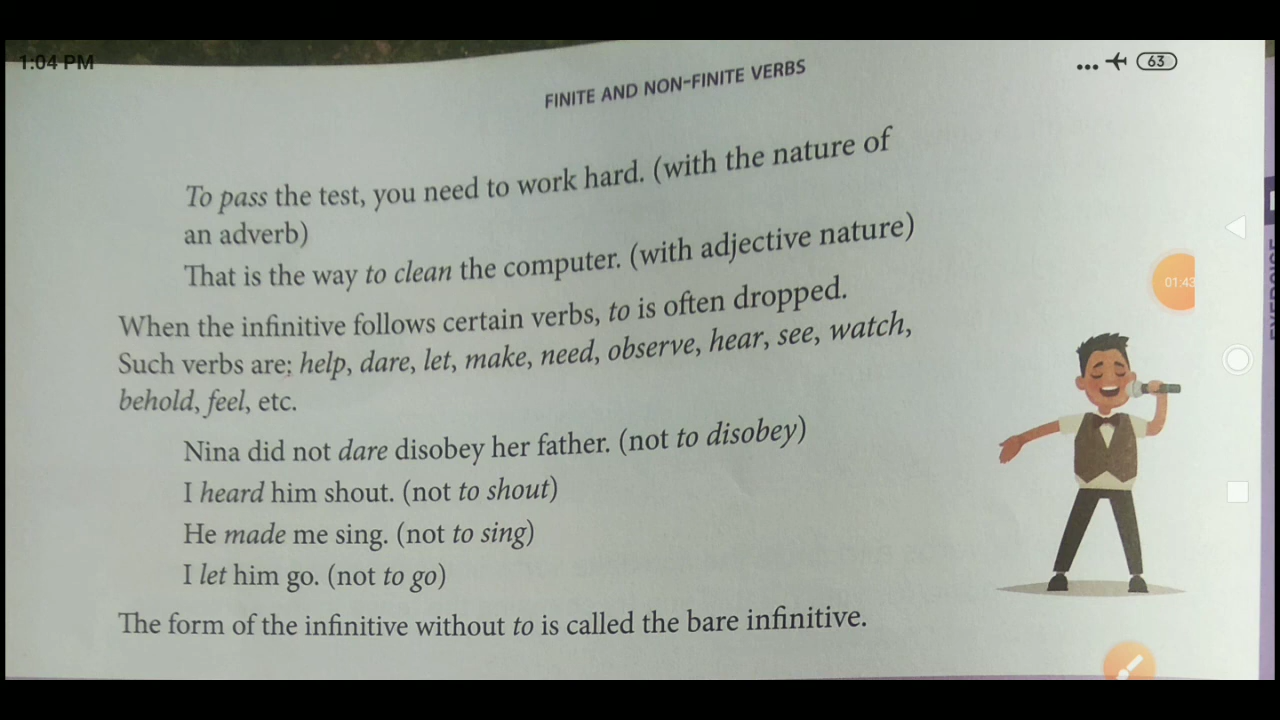 1:04 PM
63
FINITE AND NON-FINITE VERBS
To pass the test, you need to work hard. (with the nature of
an adverb)
That is the way to clean the computer. (with adjective nature)
When the infinitive follows certain verbs, to is often dropped.
Such verbs are; help, dare, let, make, need, observe, hear, see, watch,
behold, feel, etc.
Nina did not dare disobey her father. (not to disobey)
I heard him shout. (not to shout)
He made me sing. (not to sing)
I let him go. (not to go)
The form of the infinitive without to is called the bare infinitive.
01:43